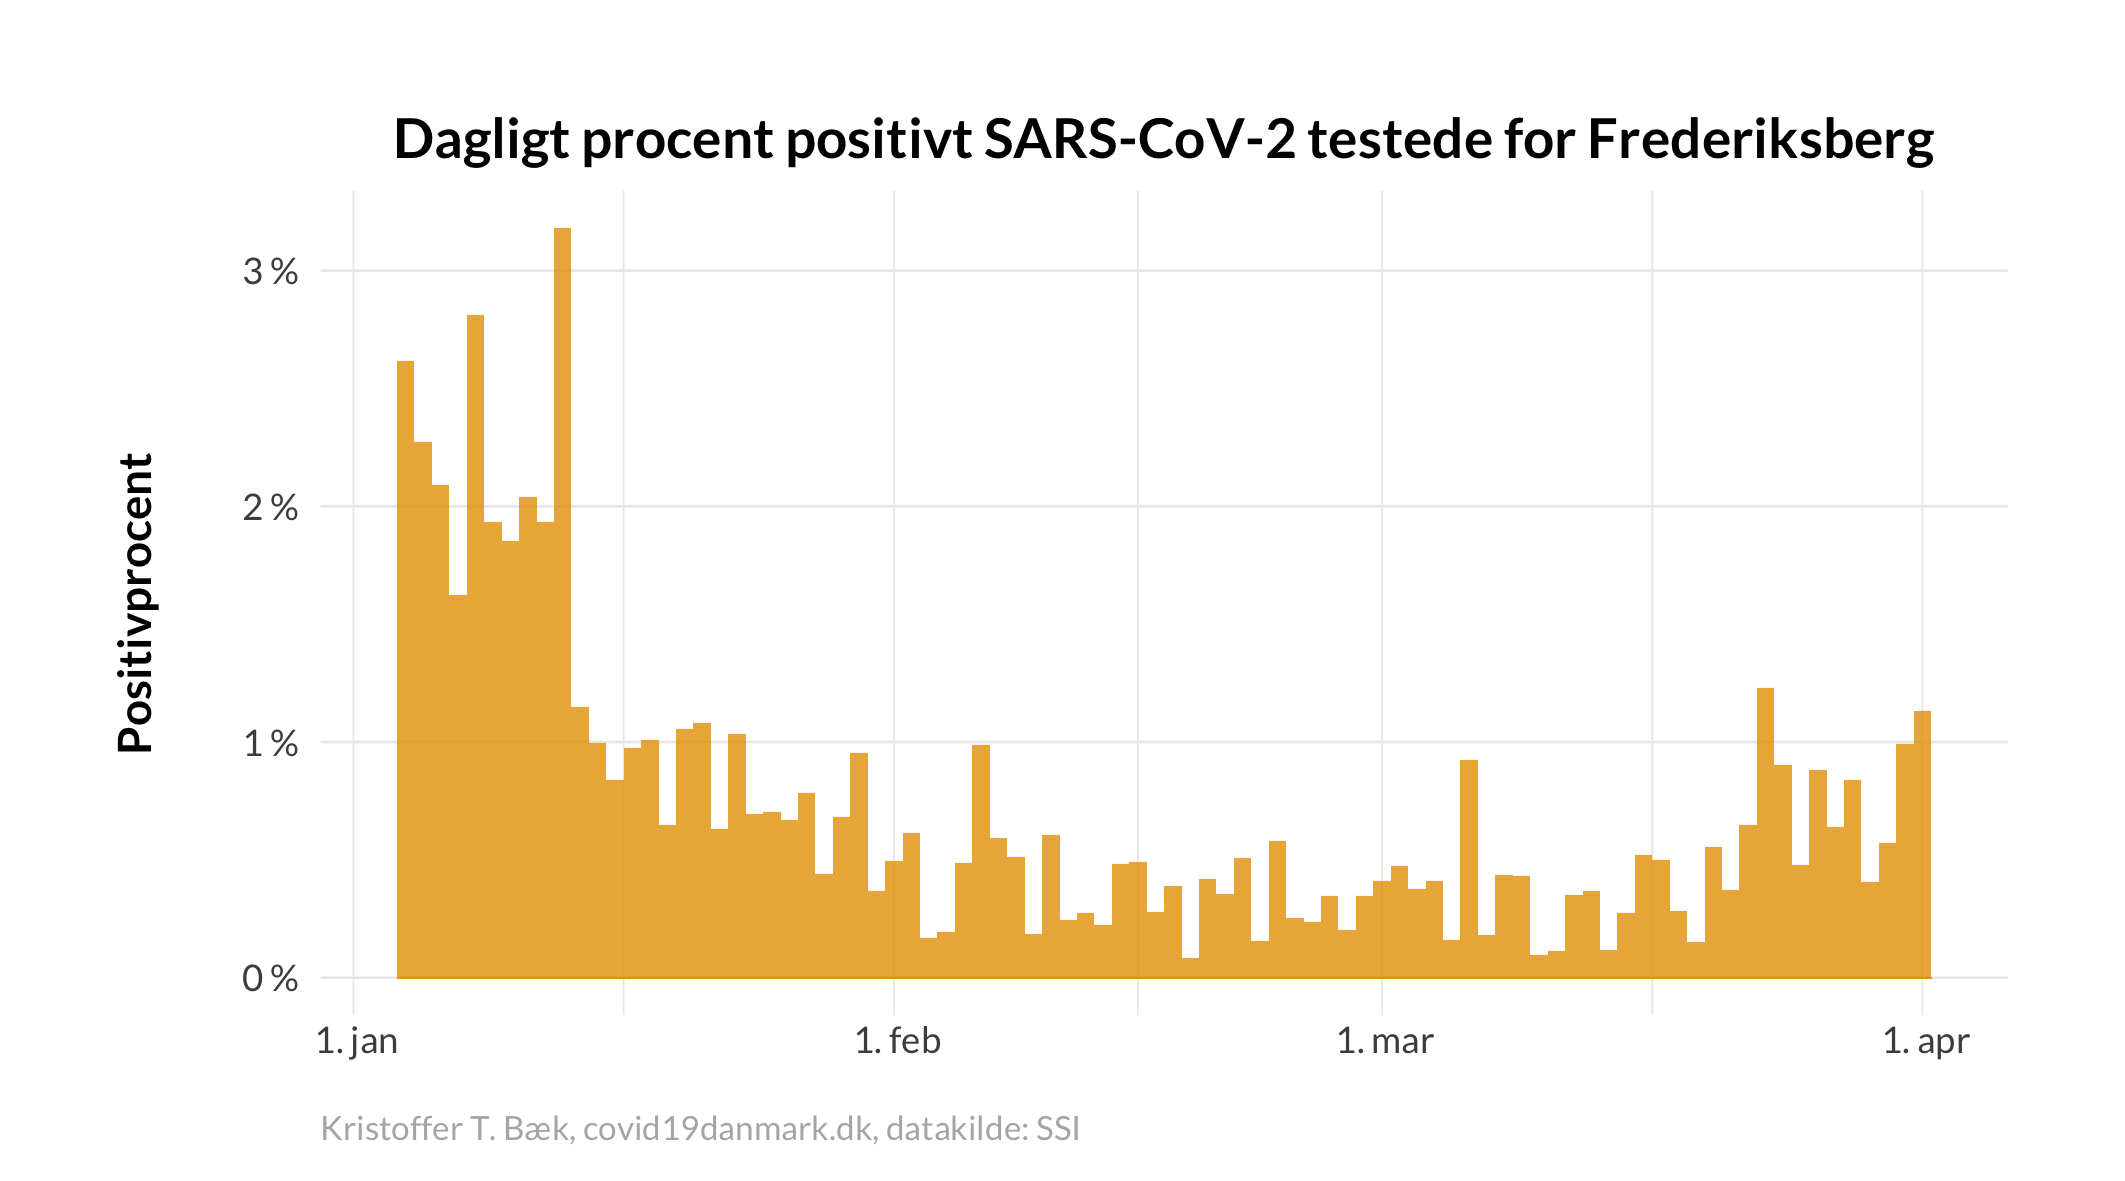 Dagligt procent positivt SARS-CoV-2 testede for Frederiksberg
Positivprocent
3 %
2 %
1 %
0 %
1. jan
1. feb
1. mar
1. apr
Kristoffer T. Bæk, covid19danmark.dk, datakilde: SSI